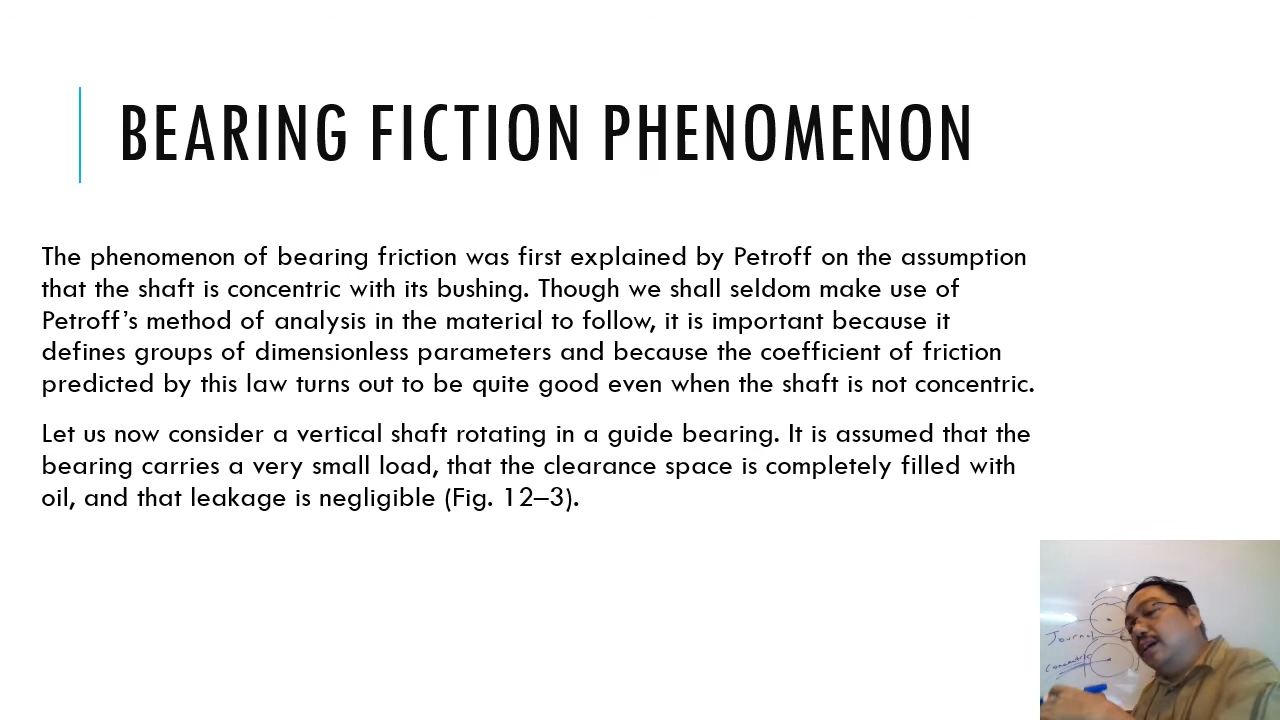 BEARING FICTION PHENOMENON
The phenomenon of bearing friction was first explained by Petroff on the assumption
that the shaft is concentric with its bushing. Though we shall seldom make use of
Petroff’s method of analysis in the material to follow, it is important because it
defines groups of dimensionless parameters and because the coefficient of friction
predicted by this law turns out to be quite good even when the shaft is not concentric.
Let us now consider a vertical shaft rotating in a guide bearing. It is assumed that the
bearing carries a very small load, that the clearance space is completely filled with
oil, and that leakage is negligible (Fig. 12–3).
Journal
Concentric